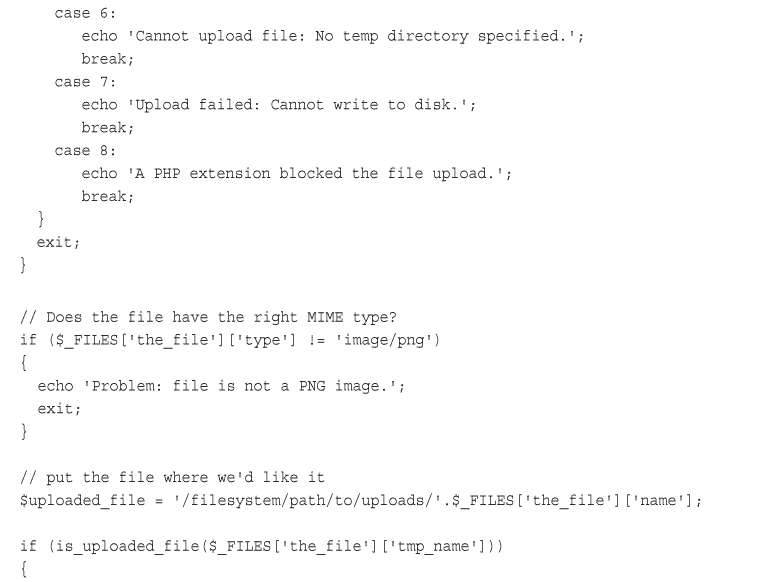 case 6:
       echo 'Cannot upload file: No temp directory specified.';
       break;
    case 7:
       echo 'Upload failed: Cannot write to disk.';
       break;
    case 8:
       echo 'A PHP extension blocked the file upload.';
       break;
  }
  exit;
}

// Does the file have the right MIME type?
if ($_FILES['the_file']['type'] != 'image/png')
{
  echo 'Problem: file is not a PNG image.';
  exit;
}

// put the file where we'd like it
$uploaded_file = '/filesystem/path/to/uploads/'.$_FILES['the_file']['name'];

if (is_uploaded_file($_FILES['the_file']['tmp_name']))
{